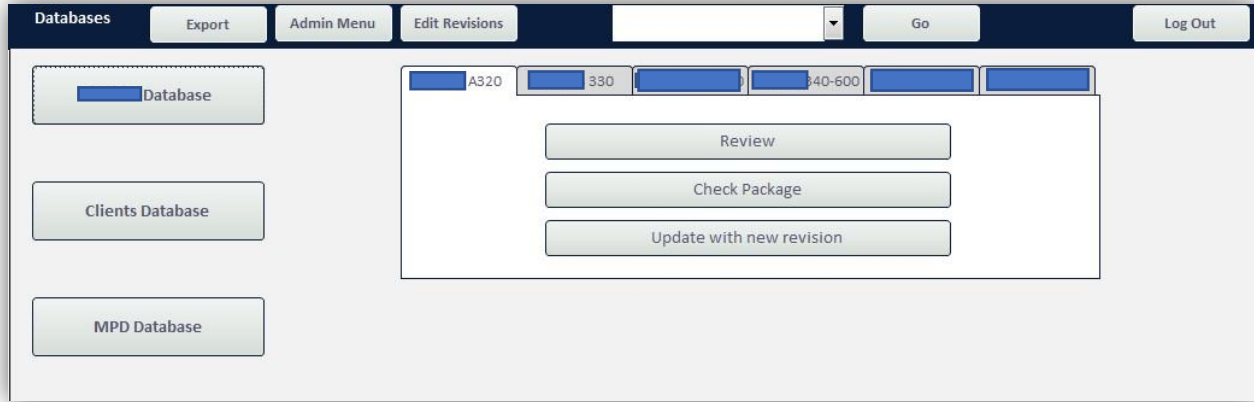 Databases
Export
Admin Menu
Edit Revisions
Go
Log Out
Database
A320
330
340-600
Review
Check Package
Update with new revision
Clients Database
MPD Database